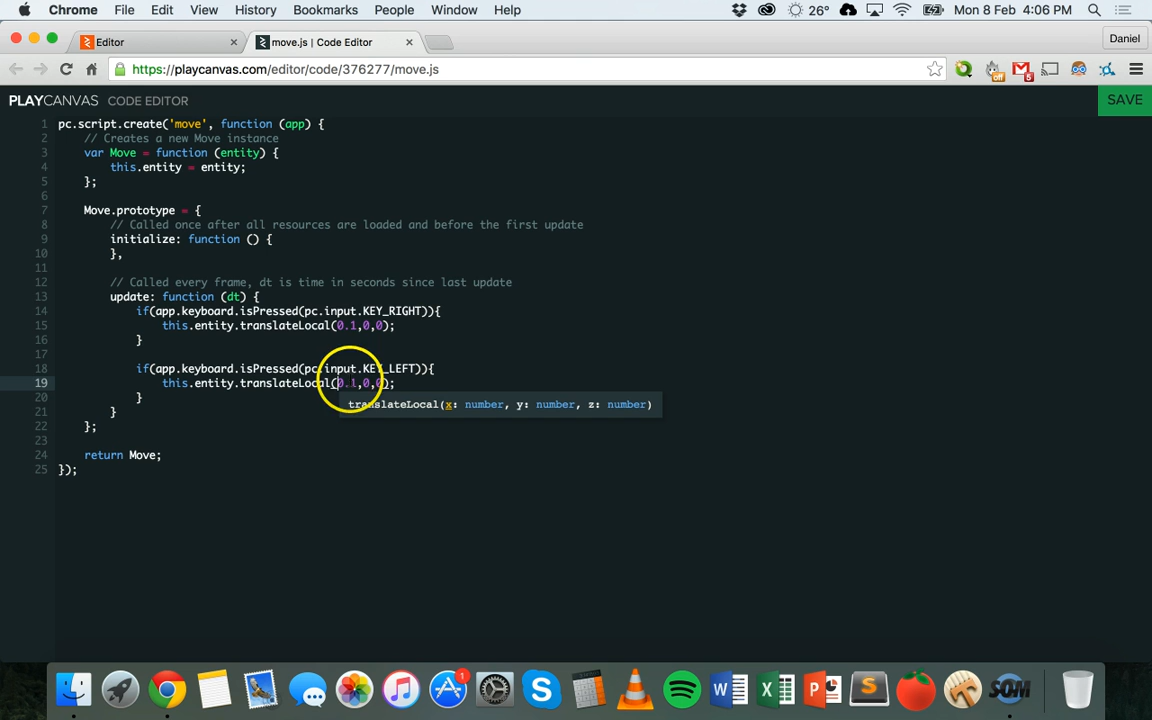 Chrome File Edit View History Bookmarks People Window Help 26° Mon 8 Feb 4:06 PM
Editor × move.js | Code Editor × Daniel
https://playcanvas.com/editor/code/376277/move.js off 5
PLAYCANVAS CODE EDITOR SAVE
1 pc.script.create('move', function (app) {
2 // Creates a new Move instance
3 var Move = function (entity) {
4 this.entity = entity;
5 };
6
7 Move.prototype = {
8 // Called once after all resources are loaded and before the first update
9 initialize: function () {
10 },
11
12 // Called every frame, dt is time in seconds since last update
13 update: function (dt) {
14 if(app.keyboard.isPressed(pc.input.KEY_RIGHT)){
15 this.entity.translateLocal(0.1,0,0);
16 }
17
18 if(app.keyboard.isPressed(pc.input.KEY_LEFT)){
19 this.entity.translateLocal(0.1,0,0);
20 }
translateLocal(x: number, y: number, z: number)
21 }
22 };
23
24 return Move;
25 });
1 S W X P S SOM